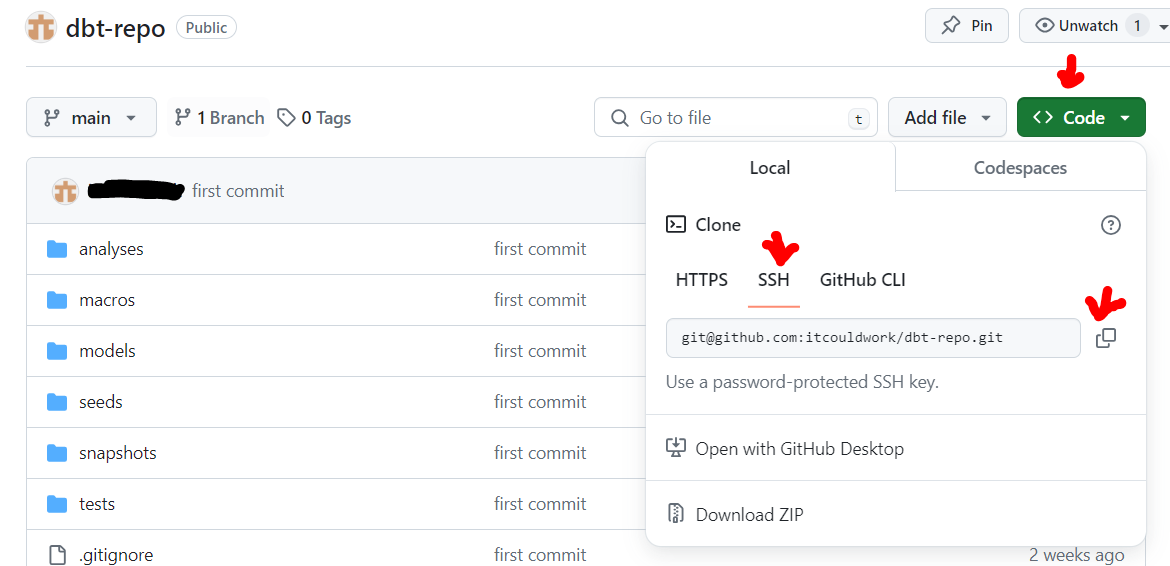 dbt-repo Public
Pin
Unwatch 1
main
1 Branch
0 Tags
Go to file t
Add file
Code
Local
Codespaces
first commit
Clone
HTTPS
SSH
GitHub CLI
git@github.com:itcouldwork/dbt-repo.git
Use a password-protected SSH key.
Open with GitHub Desktop
Download ZIP
analyses first commit
macros first commit
models first commit
seeds first commit
snapshots first commit
tests first commit
.gitignore first commit 2 weeks ago